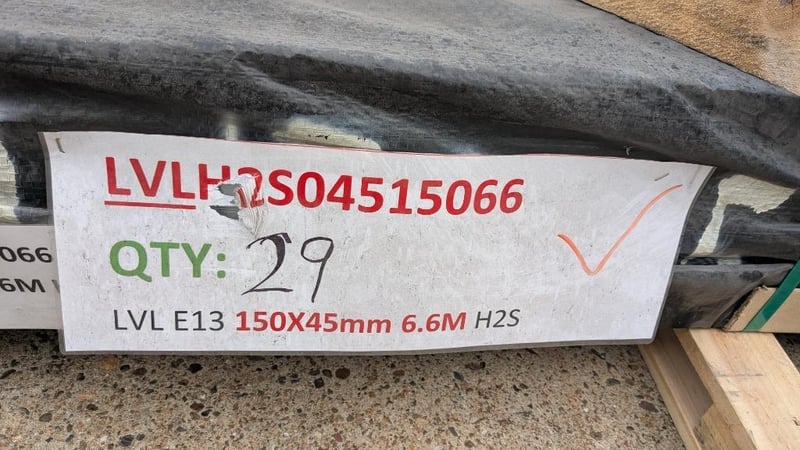 LVLH2S04515066
QTY: 29
LVL E13 150X45mm 6.6M H2S
066
6M